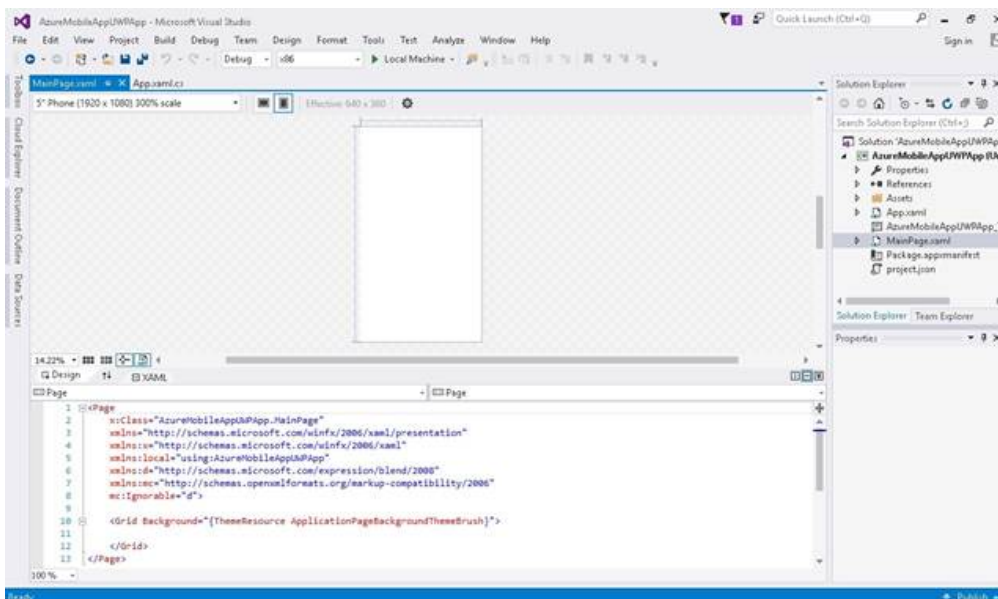 AzureMobileAppUWPApp - Microsoft Visual Studio
Quick Launch (Ctrl+Q)
File Edit View Project Build Debug Team Design Format Tools Test Analyze Window Help
Sign in
Debug x86 Local Machine
MainPage.xaml App.xaml.cs
5" Phone (1920 x 1080) 300% scale
Effective: 640 x 360
Toolbox
Cloud Explorer
Document Outline
Data Sources
14.22%
Design XAML
Page Page
1 <Page
2 x:Class="AzureMobileAppUWPApp.MainPage"
3 xmlns="http://schemas.microsoft.com/winfx/2006/xaml/presentation"
4 xmlns:x="http://schemas.microsoft.com/winfx/2006/xaml"
5 xmlns:local="using:AzureMobileAppUWPApp"
6 xmlns:d="http://schemas.microsoft.com/expression/blend/2008"
7 xmlns:mc="http://schemas.openxmlformats.org/markup-compatibility/2006"
8 mc:Ignorable="d">
9
10 <Grid Background="{ThemeResource ApplicationPageBackgroundThemeBrush}">
11
12 </Grid>
13 </Page>
100 %
Solution Explorer
Search Solution Explorer (Ctrl+;)
Solution 'AzureMobileAppUWPAp
AzureMobileAppUWPApp (Un
Properties
References
Assets
App.xaml
AzureMobileAppUWPApp_
MainPage.xaml
Package.appxmanifest
project.json
Solution Explorer Team Explorer
Properties
Ready
Publish